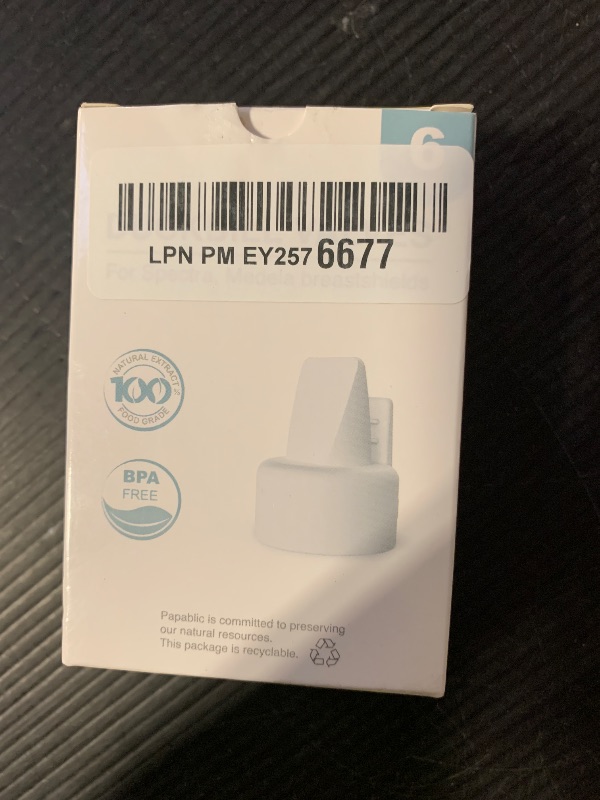 6
LPN PM EY2576677
For Spectra, Medela breastshields
NATURAL EXTRACT
100
FOOD GRADE
BPA
FREE
Papablic is committed to preserving
our natural resources.
This package is recyclable.